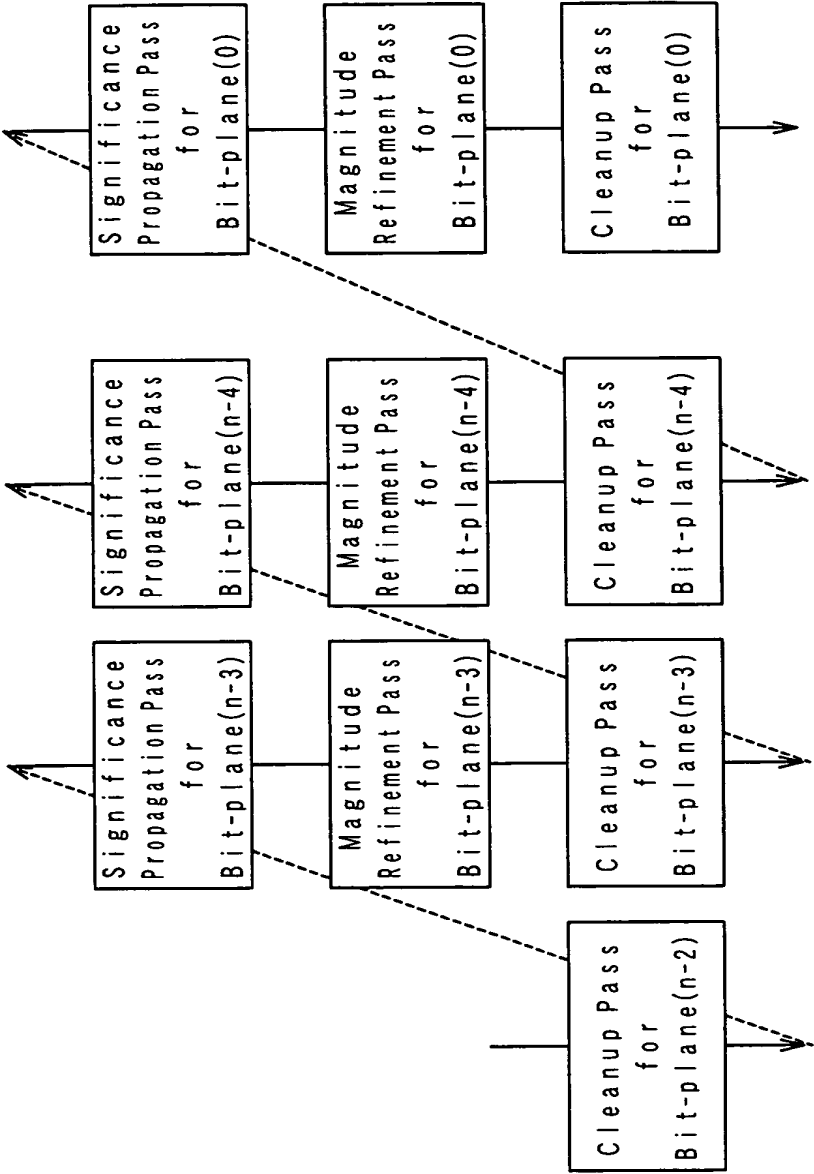 Cleanup Pass
for
Bit-plane(n-2)
Significance
Propagation Pass
for
Bit-plane(n-3)
Magnitude
Refinement Pass
for
Bit-plane(n-3)
Cleanup Pass
for
Bit-plane(n-3)
Significance
Propagation Pass
for
Bit-plane(n-4)
Magnitude
Refinement Pass
for
Bit-plane(n-4)
Cleanup Pass
for
Bit-plane(n-4)
Significance
Propagation Pass
for
Bit-plane(0)
Magnitude
Refinement Pass
for
Bit-plane(0)
Cleanup Pass
for
Bit-plane(0)